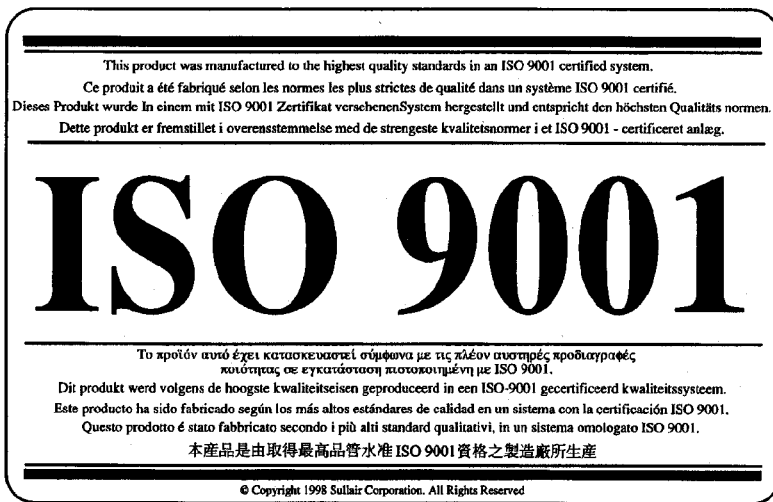 This product was manufactured to the highest quality standards in an ISO 9001 certified system.
Ce produit a été fabriqué selon les normes les plus strictes de qualité dans un système ISO 9001 certifié.
Dieses Produkt wurde In einem mit ISO 9001 Zertifikat versehenenSystem hergestellt und entspricht den höchsten Qualitäts normen.
Dette produkt er fremstillet i overensstemmelse med de strengeste kvalitetsnormer i et ISO 9001 - certificeret anlæg.
ISO 9001
Το προϊόν αυτό έχει κατασκευαστεί σύμφωνα με τις πλέον αυστηρές προδιαγραφές
ποιότητας σε εγκατάσταση πιστοποιημένη με ISO 9001.
Dit produkt werd volgens de hoogste kwaliteitseisen geproduceerd in een ISO-9001 gecertificeerd kwaliteitssysteem.
Este producto ha sido fabricado según los más altos estándares de calidad en un sistema con la certificación ISO 9001.
Questo prodotto é stato fabbricato secondo i più alti standard qualitativi, in un sistema omologato ISO 9001.
本産品是由取得最高品管水准 ISO 9001 資格之製造廠所生産
© Copyright 1998 Sullair Corporation. All Rights Reserved